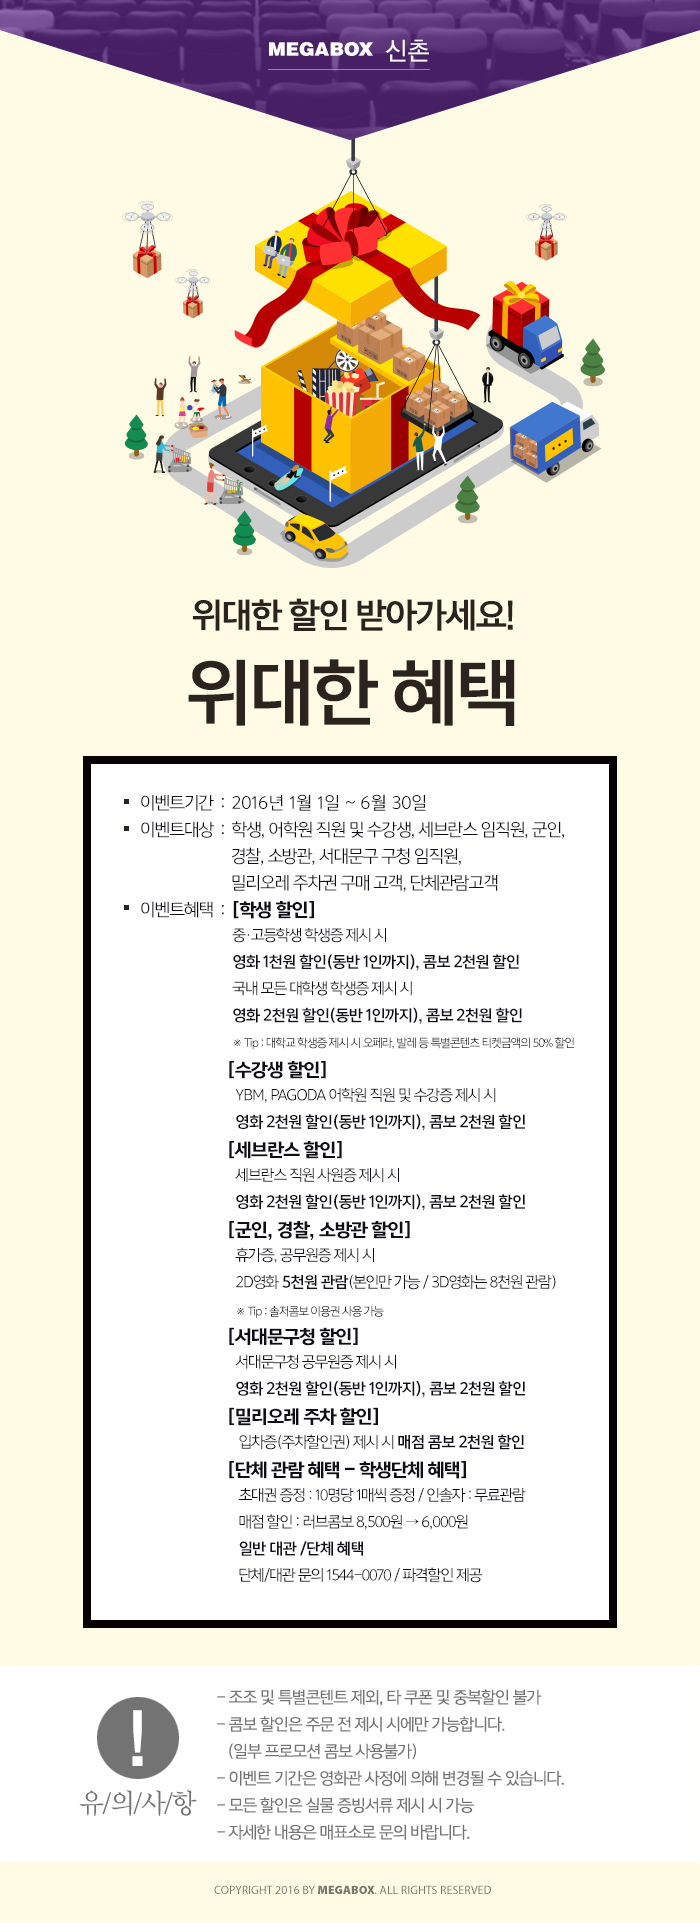 MEGABOX 신촌
위대한 할인 받아가세요!
위대한 혜택
▪ 이벤트기간 : 2016년 1월 1일 ~ 6월 30일
▪ 이벤트대상 : 학생, 어학원 직원 및 수강생, 세브란스 임직원, 군인,
경찰, 소방관, 서대문구 구청 임직원,
밀리오레 주차권 구매 고객, 단체관람고객
▪ 이벤트혜택 : [학생 할인]
중·고등학생 학생증 제시 시
영화 1천원 할인(동반 1인까지), 콤보 2천원 할인
국내 모든 대학생 학생증 제시 시
영화 2천원 할인(동반 1인까지), 콤보 2천원 할인
※ Tip : 대학교 학생증 제시 시 오페라, 발레 등 특별콘텐츠 티켓금액의 50% 할인
[수강생 할인]
YBM, PAGODA 어학원 직원 및 수강증 제시 시
영화 2천원 할인(동반 1인까지), 콤보 2천원 할인
[세브란스 할인]
세브란스 직원 사원증 제시 시
영화 2천원 할인(동반 1인까지), 콤보 2천원 할인
[군인, 경찰, 소방관 할인]
휴가증, 공무원증 제시 시
2D영화 5천원 관람(본인만 가능 / 3D영화는 8천원 관람)
※ Tip : 솔저콤보 이용권 사용 가능
[서대문구청 할인]
서대문구청 공무원증 제시 시
영화 2천원 할인(동반 1인까지), 콤보 2천원 할인
[밀리오레 주차 할인]
입차증(주차할인권) 제시 시 매점 콤보 2천원 할인
[단체 관람 혜택 – 학생단체 혜택]
초대권 증정 : 10명당 1매씩 증정 / 인솔자 : 무료관람
매점 할인 : 러브콤보 8,500원 → 6,000원
일반 대관 /단체 혜택
단체/대관 문의 1544-0070 / 파격할인 제공
!
유/의/사/항
– 조조 및 특별콘텐트 제외, 타 쿠폰 및 중복할인 불가
– 콤보 할인은 주문 전 제시 시에만 가능합니다.
(일부 프로모션 콤보 사용불가)
– 이벤트 기간은 영화관 사정에 의해 변경될 수 있습니다.
– 모든 할인은 실물 증빙서류 제시 시 가능
– 자세한 내용은 매표소로 문의 바랍니다.
COPYRIGHT 2016 BY MEGABOX. ALL RIGHTS RESERVED